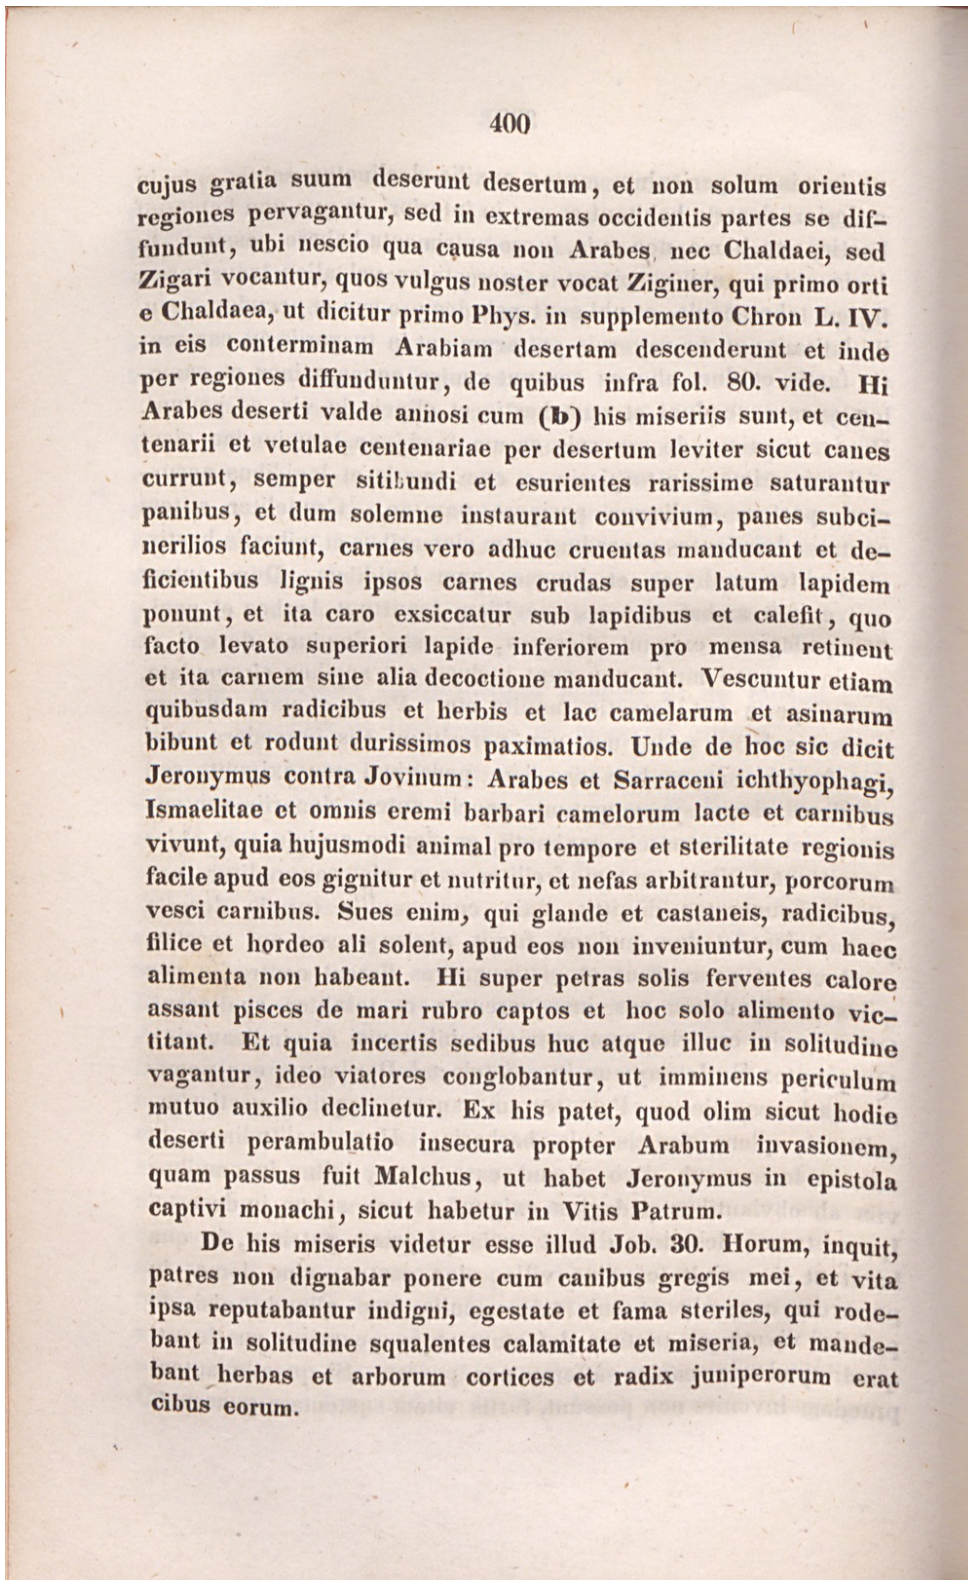 400
cujus gratia suum deserunt desertum, et non solum orientis
regiones pervagantur, sed in extremas occidentis partes se dif-
fundunt, ubi nescio qua causa non Arabes, nec Chaldaei, sed
Zigari vocantur, quos vulgus noster vocat Ziginer, qui primo orti
e Chaldaea, ut dicitur primo Phys. in supplemento Chron L. IV.
in eis conterminam Arabiam desertam descenderunt et inde
per regiones diffunduntur, de quibus infra fol. 80. vide. Hi
Arabes deserti valde annosi cum (b) his miseriis sunt, et cen-
tenarii et vetulae centenariae per desertum leviter sicut canes
currunt, semper sitibundi et esurientes rarissime saturantur
panibus, et dum solemne instaurant convivium, panes subci-
nerilios faciunt, carnes vero adhuc cruentas manducant et de-
ficientibus lignis ipsos carnes crudas super latum lapidem
ponunt, et ita caro exsiccatur sub lapidibus et calefit, quo
facto levato superiori lapide inferiorem pro mensa retinent
et ita carnem sine alia decoctione manducant. Vescuntur etiam
quibusdam radicibus et herbis et lac camelarum et asinarum
bibunt et rodunt durissimos paximatios. Unde de hoc sic dicit
Jeronymus contra Jovinum: Arabes et Sarraceni ichthyophagi,
Ismaelitae et omnis eremi barbari camelorum lacte et carnibus
vivunt, quia hujusmodi animal pro tempore et sterilitate regionis
facile apud eos gignitur et nutritur, et nefas arbitrantur, porcorum
vesci carnibus. Sues enim, qui glande et castaneis, radicibus,
filice et hordeo ali solent, apud eos non inveniuntur, cum haec
alimenta non habeant. Hi super petras solis ferventes calore
assant pisces de mari rubro captos et hoc solo alimento vic-
titant. Et quia incertis sedibus huc atque illuc in solitudine
vagantur, ideo viatores conglobantur, ut imminens periculum
mutuo auxilio declinetur. Ex his patet, quod olim sicut hodie
deserti perambulatio insecura propter Arabum invasionem,
quam passus fuit Malchus, ut habet Jeronymus in epistola
captivi monachi, sicut habetur in Vitis Patrum.
De his miseris videtur esse illud Job. 30. Horum, inquit,
patres non dignabar ponere cum canibus gregis mei, et vita
ipsa reputabantur indigni, egestate et fama steriles, qui rode-
bant in solitudine squalentes calamitate et miseria, et mande-
bant herbas et arborum cortices et radix juniperorum erat
cibus eorum.